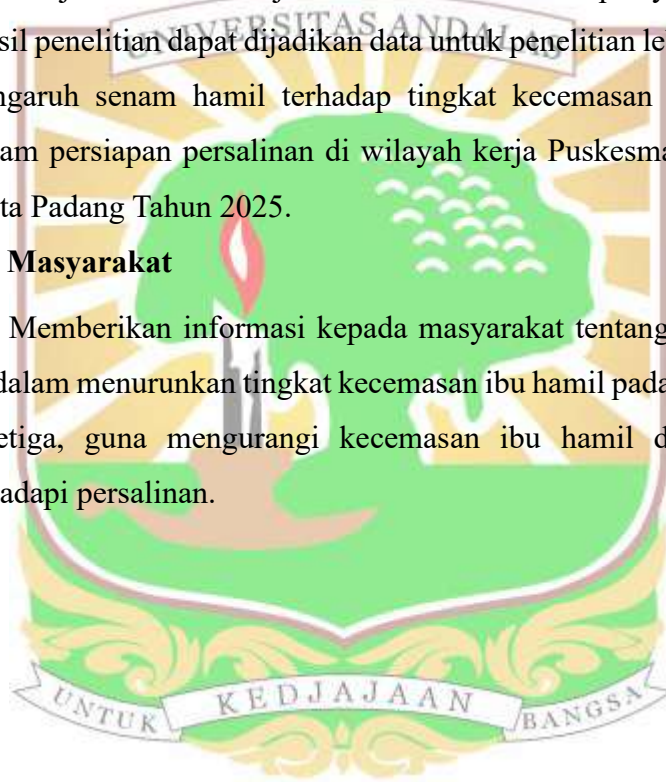 UNIVERSITAS ANDALAS
sil penelitian dapat dijadikan data untuk penelitian le
ngaruh senam hamil terhadap tingkat kecemasan
am persiapan persalinan di wilayah kerja Puskesma
ta Padang Tahun 2025.
Masyarakat
Memberikan informasi kepada masyarakat tentang
dalam menurunkan tingkat kecemasan ibu hamil pada
etiga, guna mengurangi kecemasan ibu hamil d
adapi persalinan.
UNTUK KEDJAJAAN BANGSA